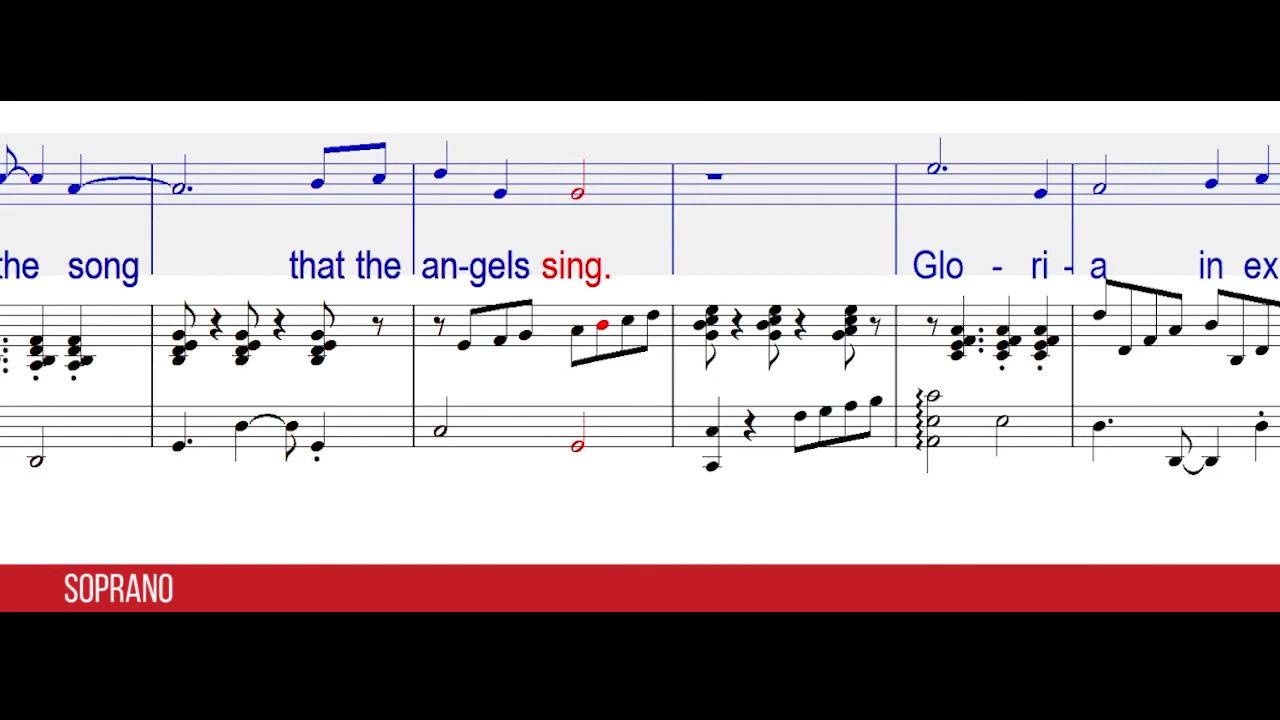 the song that the an-gels sing. Glo - ri - a in ex
SOPRANO